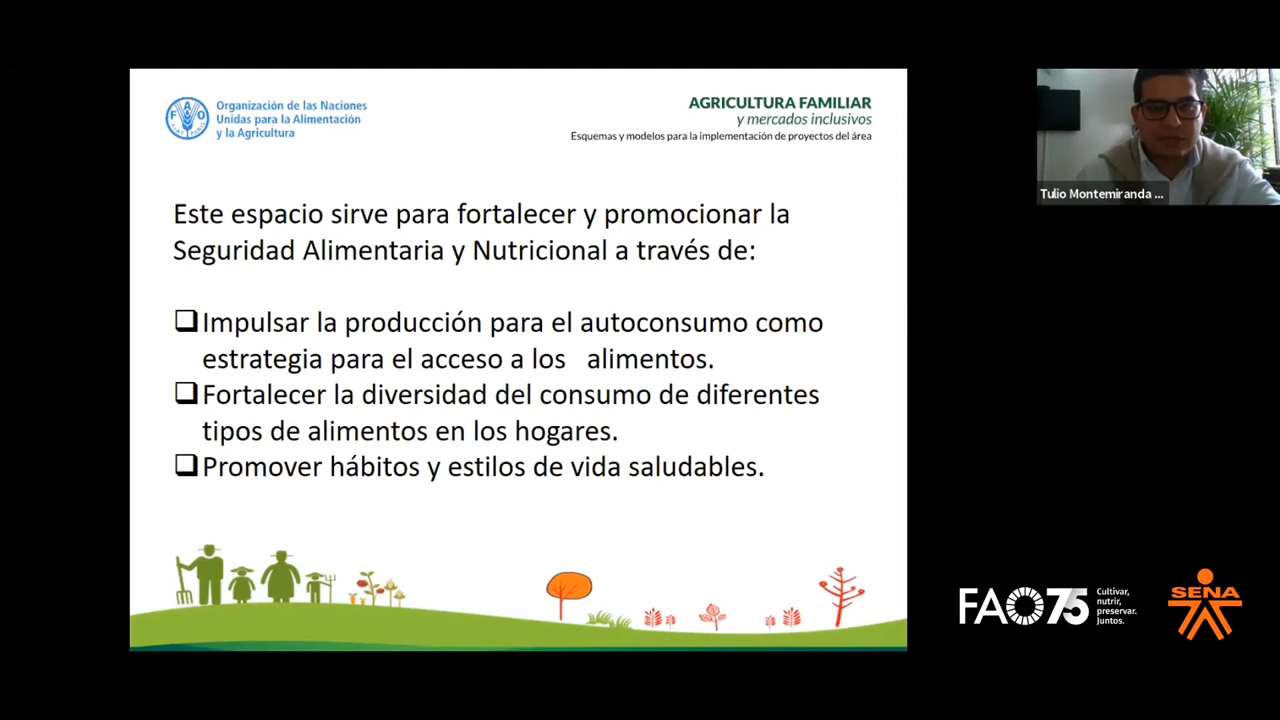 Organización de las Naciones
Unidas para la Alimentación
y la Agricultura
AGRICULTURA FAMILIAR
y mercados inclusivos
Esquemas y modelos para la implementación de proyectos del área
Este espacio sirve para fortalecer y promocionar la
Seguridad Alimentaria y Nutricional a través de:
Impulsar la producción para el autoconsumo como
estrategia para el acceso a los alimentos.
Fortalecer la diversidad del consumo de diferentes
tipos de alimentos en los hogares.
Promover hábitos y estilos de vida saludables.
Tulio Montemiranda ...
FAO75
Cultivar,
nutrir,
preservar.
Juntos.
SENA